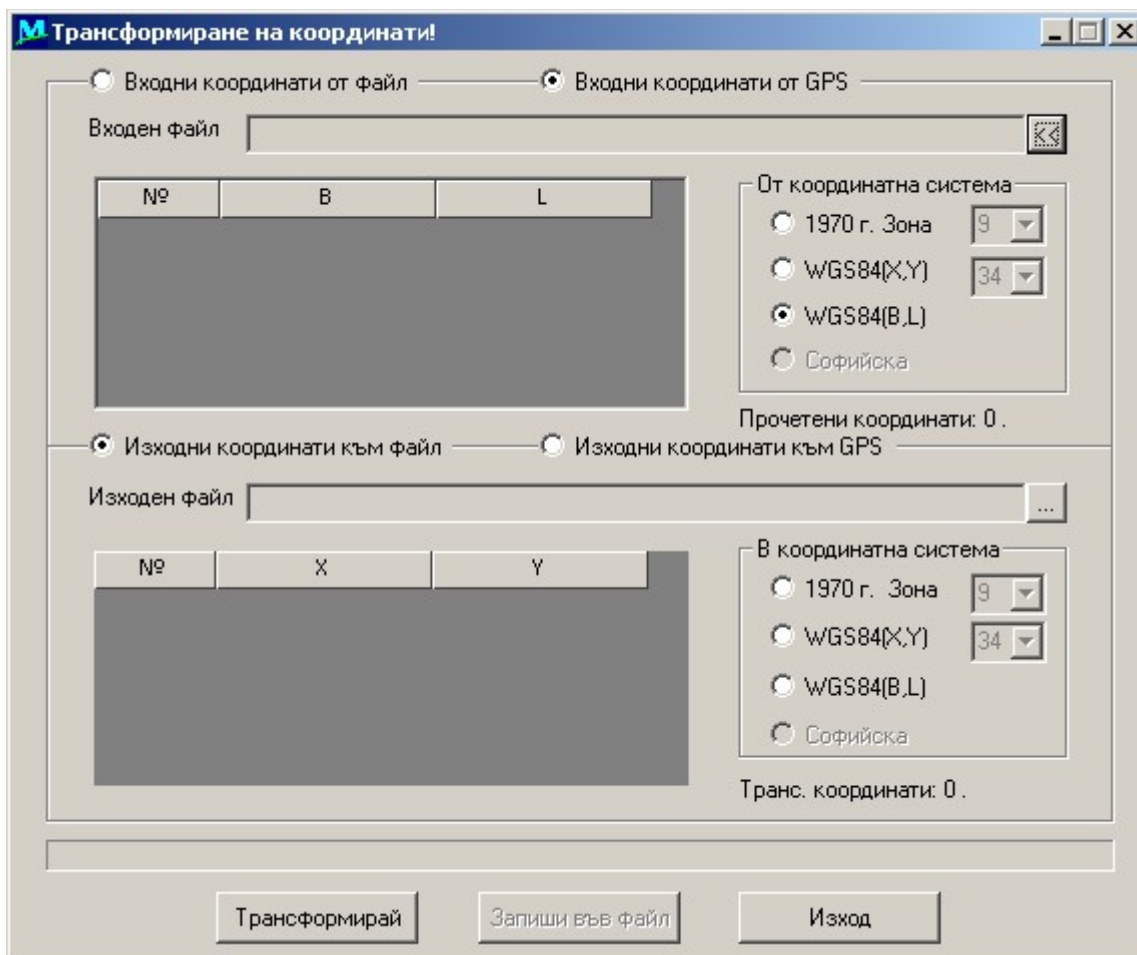 Трансформиране на координати!
Входни координати от файл Входни координати от GPS
Входен файл <<
№ B L
От координатна система
1970 г. Зона 9
WGS84(X,Y) 34
WGS84(B,L)
Софийска
Прочетени координати: 0 .
Изходни координати към файл Изходни координати към GPS
Изходен файл ...
№ X Y
В координатна система
1970 г. Зона 9
WGS84(X,Y) 34
WGS84(B,L)
Софийска
Транс. координати: 0 .
Трансформирай Запиши във файл Изход